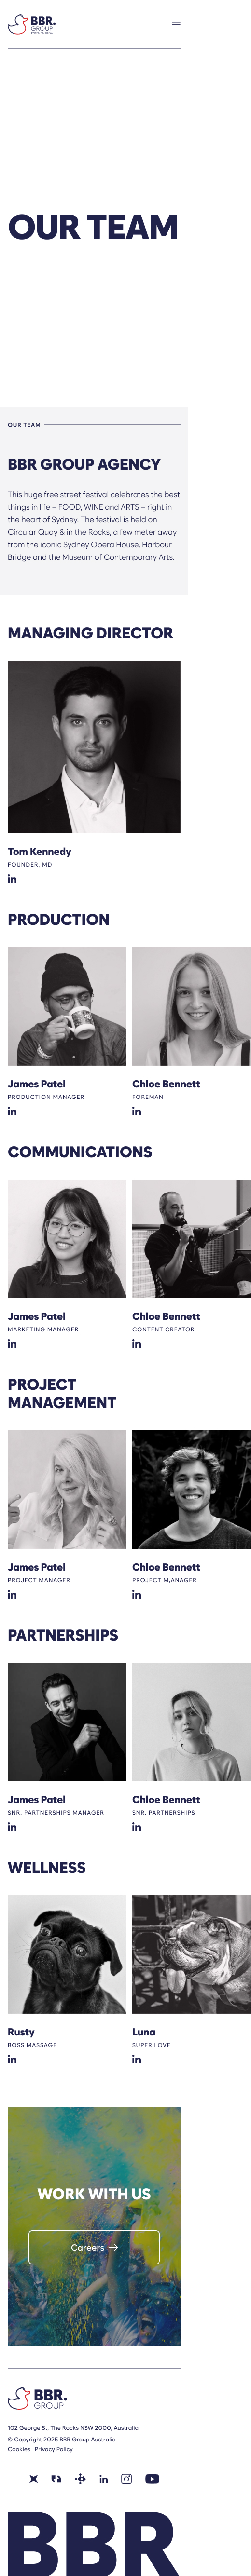 BBR.
GROUP
OUR TEAM
OUR TEAM
BBR GROUP AGENCY
This huge free street festival celebrates the best
things in life – FOOD, WINE and ARTS – right in
the heart of Sydney. The festival is held on
Circular Quay & in the Rocks, a few meter away
from the iconic Sydney Opera House, Harbour
Bridge and the Museum of Contemporary Arts.
MANAGING DIRECTOR
Tom Kennedy
FOUNDER, MD
in
PRODUCTION
James Patel
PRODUCTION MANAGER
in
Chloe Bennett
FOREMAN
in
COMMUNICATIONS
James Patel
MARKETING MANAGER
in
Chloe Bennett
CONTENT CREATOR
in
PROJECT
MANAGEMENT
James Patel
PROJECT MANAGER
in
Chloe Bennett
PROJECT M,ANAGER
in
PARTNERSHIPS
James Patel
SNR. PARTNERSHIPS MANAGER
in
Chloe Bennett
SNR. PARTNERSHIPS
in
WELLNESS
Rusty
BOSS MASSAGE
in
Luna
SUPER LOVE
in
WORK WITH US
Careers →
BBR.
GROUP
102 George St, The Rocks NSW 2000, Australia
© Copyright 2025 BBR Group Australia
Cookies Privacy Policy
in
BBR